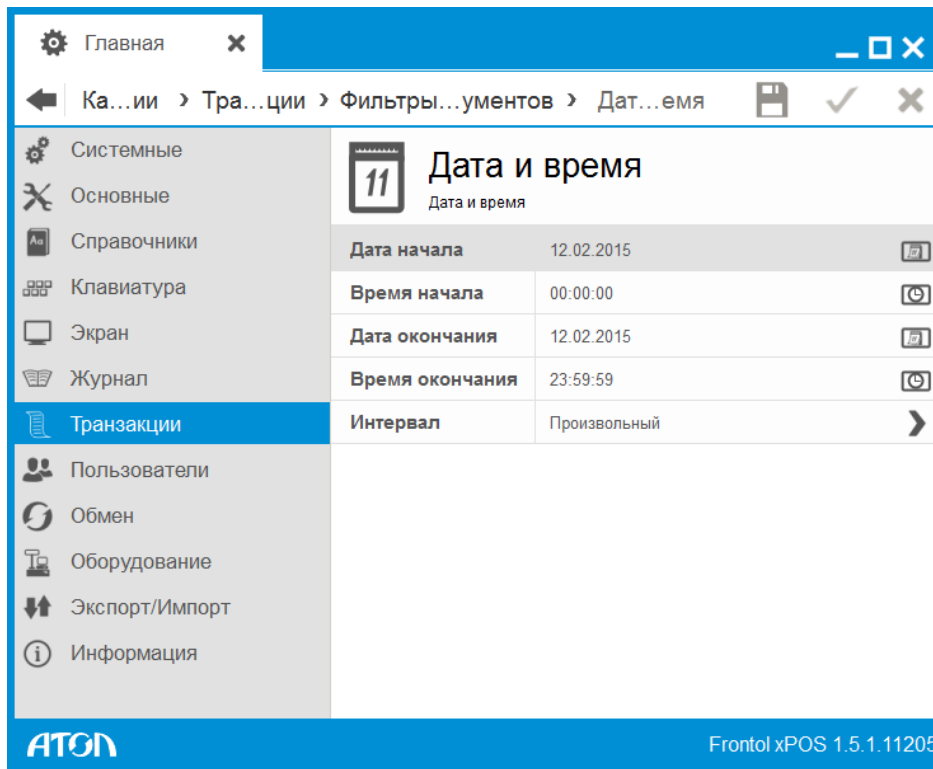 Главная
Ка...ии › Тра...ции › Фильтры...ументов › Дат...емя
Системные
Основные
Справочники
Клавиатура
Экран
Журнал
Транзакции
Пользователи
Обмен
Оборудование
Экспорт/Импорт
Информация
11
Дата и время
Дата и время
Дата начала 12.02.2015
Время начала 00:00:00
Дата окончания 12.02.2015
Время окончания 23:59:59
Интервал Произвольный
АТОЛ
Frontol xPOS 1.5.1.11205